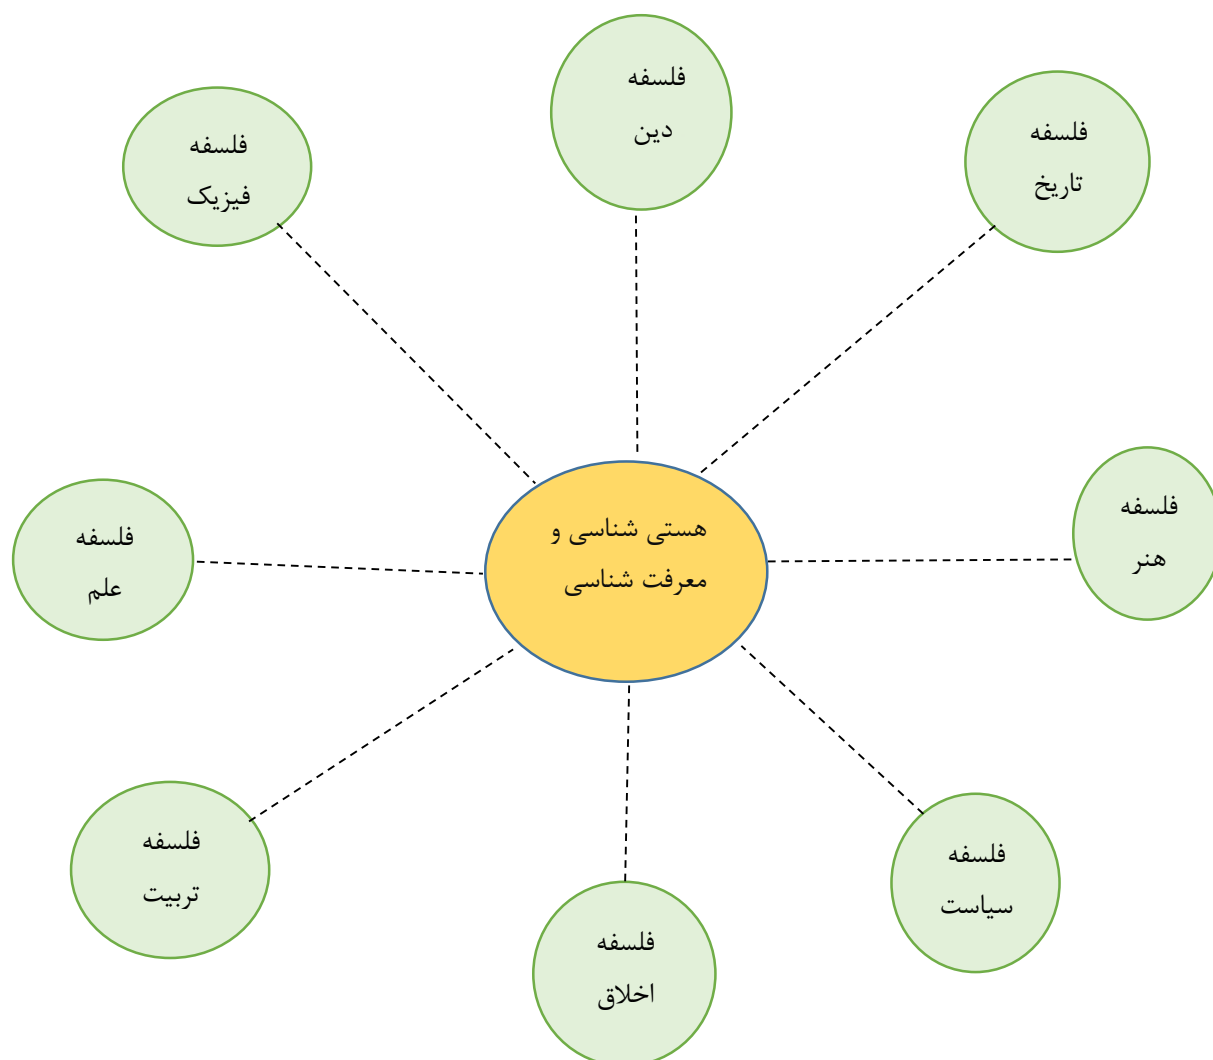 فلسفه
دین
فلسفه
تاریخ
فلسفه
فیزیک
فلسفه
هنر
هستی شناسی و
معرفت شناسی
فلسفه
علم
فلسفه
سیاست
فلسفه
تربیت
فلسفه
اخلاق